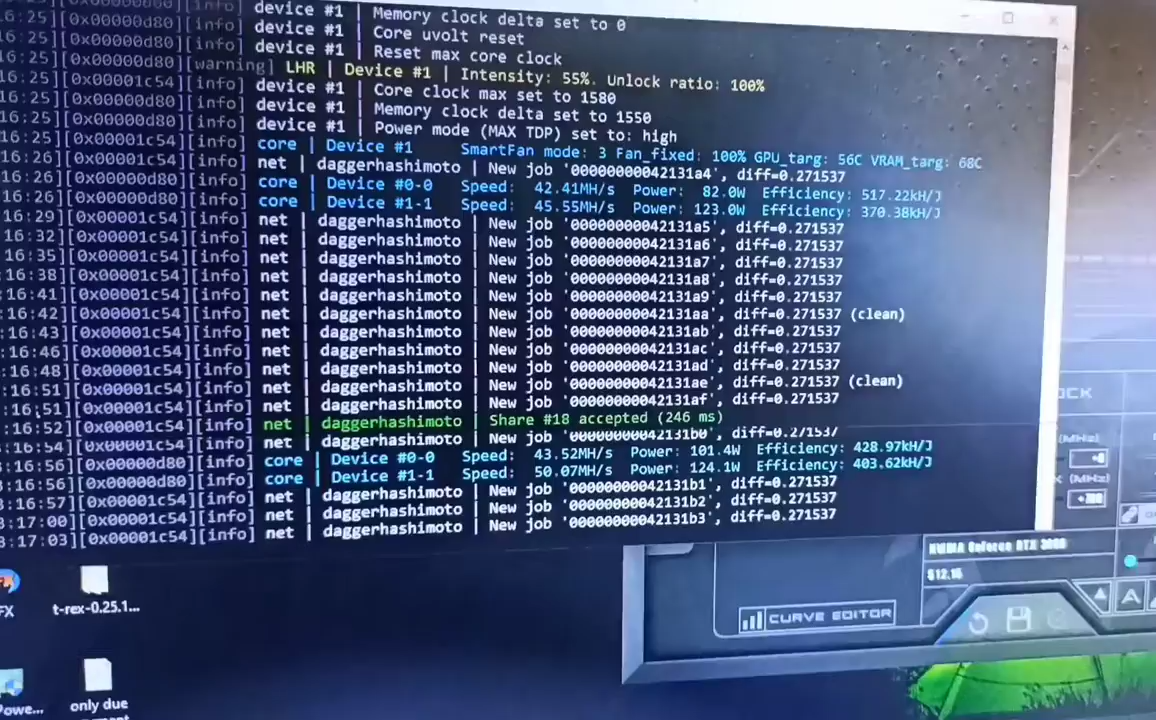 device #1 | Memory clock delta set to 0
16:25][0x00000d80][info] device #1 | Core uvolt reset
16:25][0x00000d80][info] device #1 | Reset max core clock
16:25][0x00000d80][warning] LHR | Device #1 | Intensity: 55%. Unlock ratio: 100%
16:25][0x00001c54][info] device #1 | Core clock max set to 1580
16:25][0x00000d80][info] device #1 | Memory clock delta set to 1550
16:25][0x00000d80][info] device #1 | Power mode (MAX TDP) set to: high
16:25][0x00000d80][info] core | Device #1 SmartFan mode: 3 Fan_fixed: 100% GPU_targ: 56C VRAM_targ: 68C
16:26][0x00001c54][info] net | daggerhashimoto | New job '00000000042131a4', diff=0.271537
16:26][0x00000d80][info] core | Device #0-0 Speed: 42.41MH/s Power: 82.0W Efficiency: 517.22kH/J
16:26][0x00000d80][info] core | Device #1-1 Speed: 45.55MH/s Power: 123.0W Efficiency: 370.38kH/J
16:29][0x00001c54][info] net | daggerhashimoto | New job '00000000042131a5', diff=0.271537
16:32][0x00001c54][info] net | daggerhashimoto | New job '00000000042131a6', diff=0.271537
16:35][0x00001c54][info] net | daggerhashimoto | New job '00000000042131a7', diff=0.271537
16:38][0x00001c54][info] net | daggerhashimoto | New job '00000000042131a8', diff=0.271537
:16:41][0x00001c54][info] net | daggerhashimoto | New job '00000000042131a9', diff=0.271537
:16:42][0x00001c54][info] net | daggerhashimoto | New job '00000000042131aa', diff=0.271537 (clean)
:16:43][0x00001c54][info] net | daggerhashimoto | New job '00000000042131ab', diff=0.271537
:16:46][0x00001c54][info] net | daggerhashimoto | New job '00000000042131ac', diff=0.271537
:16:48][0x00001c54][info] net | daggerhashimoto | New job '00000000042131ad', diff=0.271537
:16:51][0x00001c54][info] net | daggerhashimoto | New job '00000000042131ae', diff=0.271537 (clean)
:16:51][0x00001c54][info] net | daggerhashimoto | New job '00000000042131af', diff=0.271537
:16:52][0x00001c54][info] net | daggerhashimoto | Share #18 accepted (246 ms)
:16:54][0x00001c54][info] net | daggerhashimoto | New job '00000000042131b0', diff=0.271537
:16:56][0x00000d80][info] core | Device #0-0 Speed: 43.52MH/s Power: 101.4W Efficiency: 428.97kH/J
:16:56][0x00000d80][info] core | Device #1-1 Speed: 50.07MH/s Power: 124.1W Efficiency: 403.62kH/J
:16:57][0x00001c54][info] net | daggerhashimoto | New job '00000000042131b1', diff=0.271537
:17:00][0x00001c54][info] net | daggerhashimoto | New job '00000000042131b2', diff=0.271537
:17:03][0x00001c54][info] net | daggerhashimoto | New job '00000000042131b3', diff=0.271537
OCK
(MHz)
(MHz)
NVIDIA GeForce RTX
512.15
CURVE EDITOR
A
FX
t-rex-0.25.1...
Powe...
only due